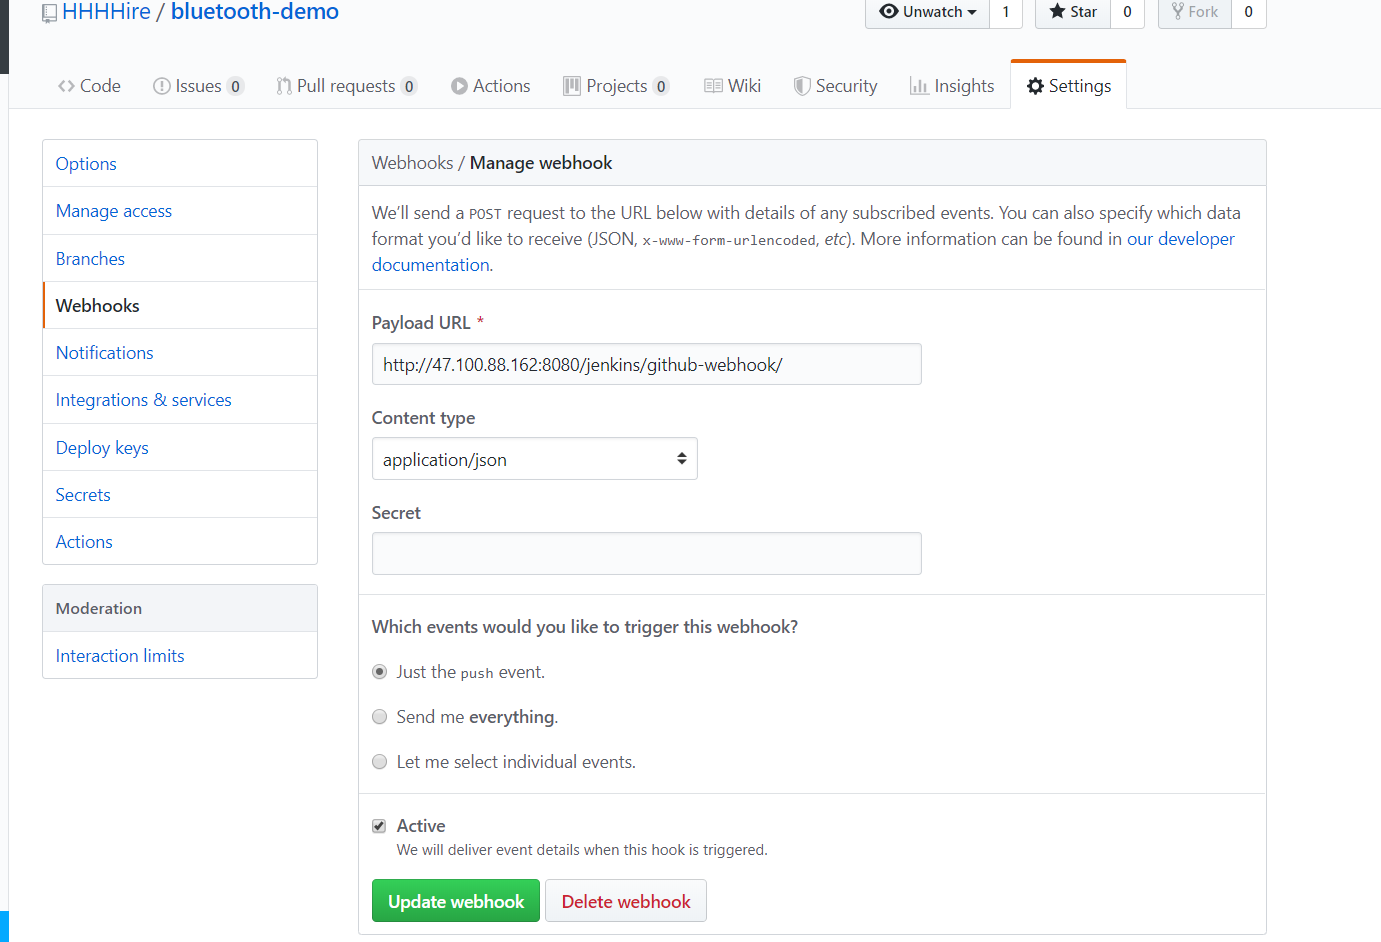 HHHHire / bluetooth-demo
Unwatch 1 Star 0 Fork 0
Code Issues 0 Pull requests 0 Actions Projects 0 Wiki Security Insights Settings
Options
Manage access
Branches
Webhooks
Notifications
Integrations & services
Deploy keys
Secrets
Actions
Moderation
Interaction limits
Webhooks / Manage webhook
We’ll send a POST request to the URL below with details of any subscribed events. You can also specify which data
format you’d like to receive (JSON, x-www-form-urlencoded, etc). More information can be found in our developer
documentation.
Payload URL *
http://47.100.88.162:8080/jenkins/github-webhook/
Content type
application/json
Secret
Which events would you like to trigger this webhook?
Just the push event.
Send me everything.
Let me select individual events.
Active
We will deliver event details when this hook is triggered.
Update webhook Delete webhook